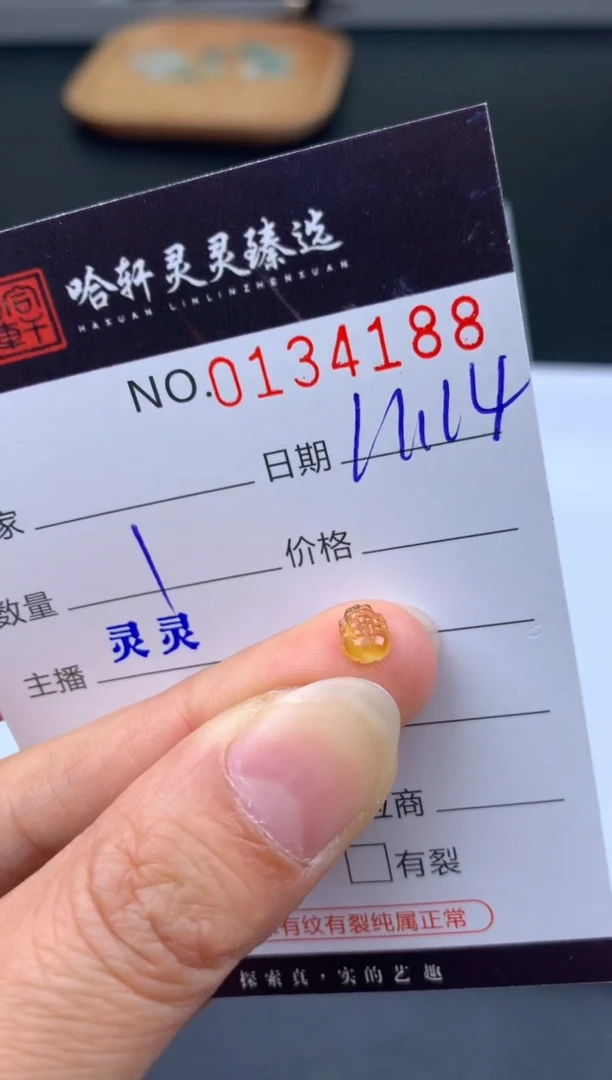 哈轩灵灵臻选
HAXUAN LINLINZHENXUAN
NO.0134188
日期
家
数量 1 价格
主播 灵灵
商
有裂
有纹有裂纯属正常
探索真·实的艺趣